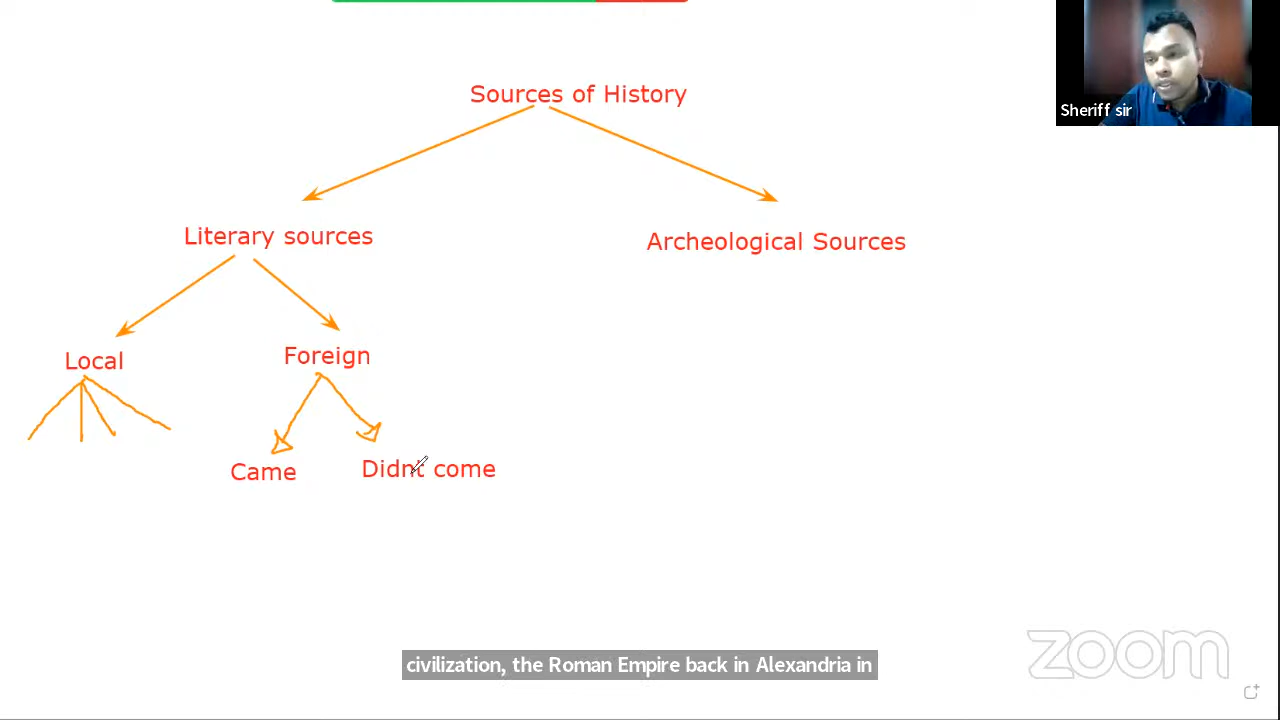 Sheriff sir
Sources of History
Literary sources
Archeological Sources
Local
Foreign
Came
Didnt come
zoom
civilization, the Roman Empire back in Alexandria in